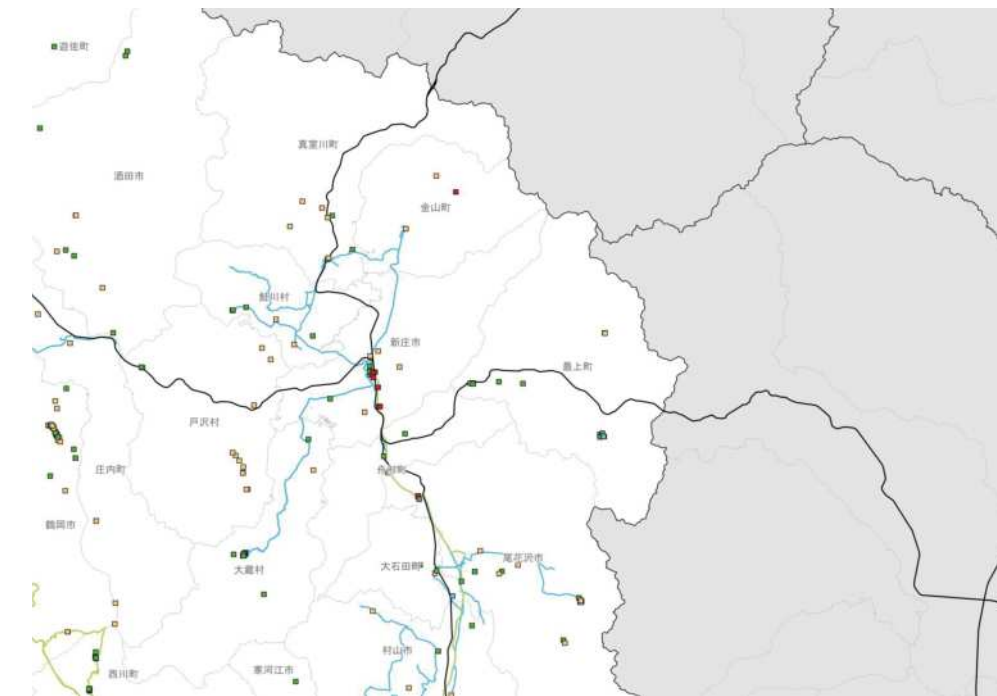 遊佐町
真室川町
酒田市
金山町
鮭川村
新庄市
最上町
戸沢村
庄内町
舟形町
鶴岡市
大蔵村
大石田町
尾花沢市
村山市
西川町
寒河江市